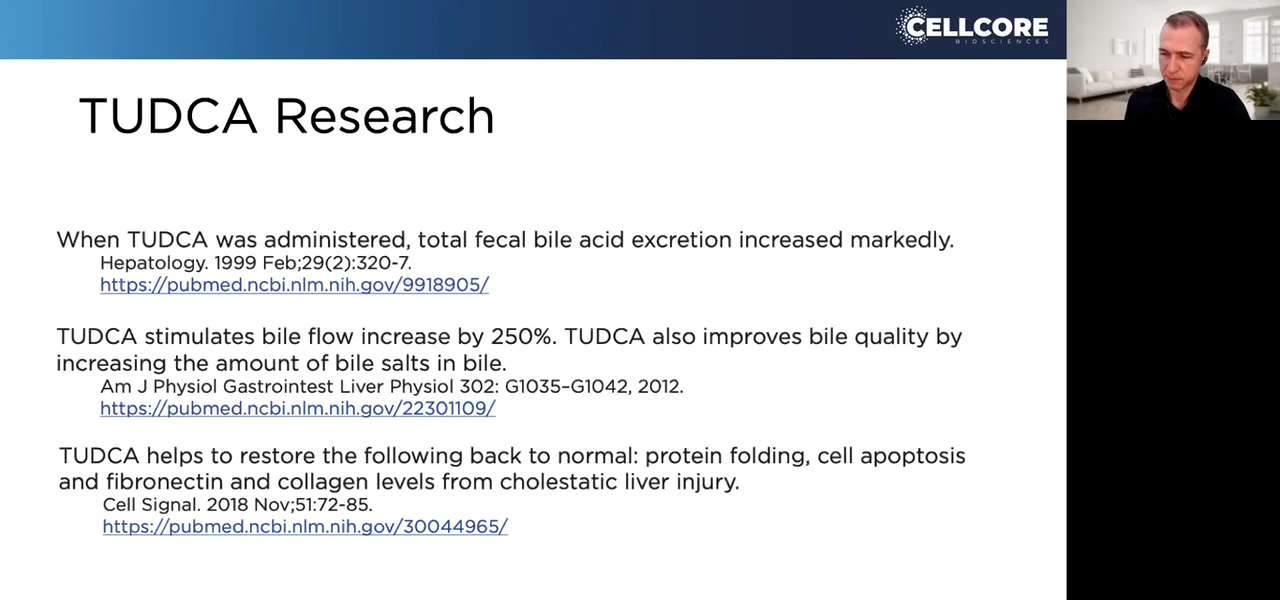 CELLCORE
BIOSCIENCES
TUDCA Research
When TUDCA was administered, total fecal bile acid excretion increased markedly.
Hepatology. 1999 Feb;29(2):320-7.
https://pubmed.ncbi.nlm.nih.gov/9918905/
TUDCA stimulates bile flow increase by 250%. TUDCA also improves bile quality by
increasing the amount of bile salts in bile.
Am J Physiol Gastrointest Liver Physiol 302: G1035–G1042, 2012.
https://pubmed.ncbi.nlm.nih.gov/22301109/
TUDCA helps to restore the following back to normal: protein folding, cell apoptosis
and fibronectin and collagen levels from cholestatic liver injury.
Cell Signal. 2018 Nov;51:72-85.
https://pubmed.ncbi.nlm.nih.gov/30044965/